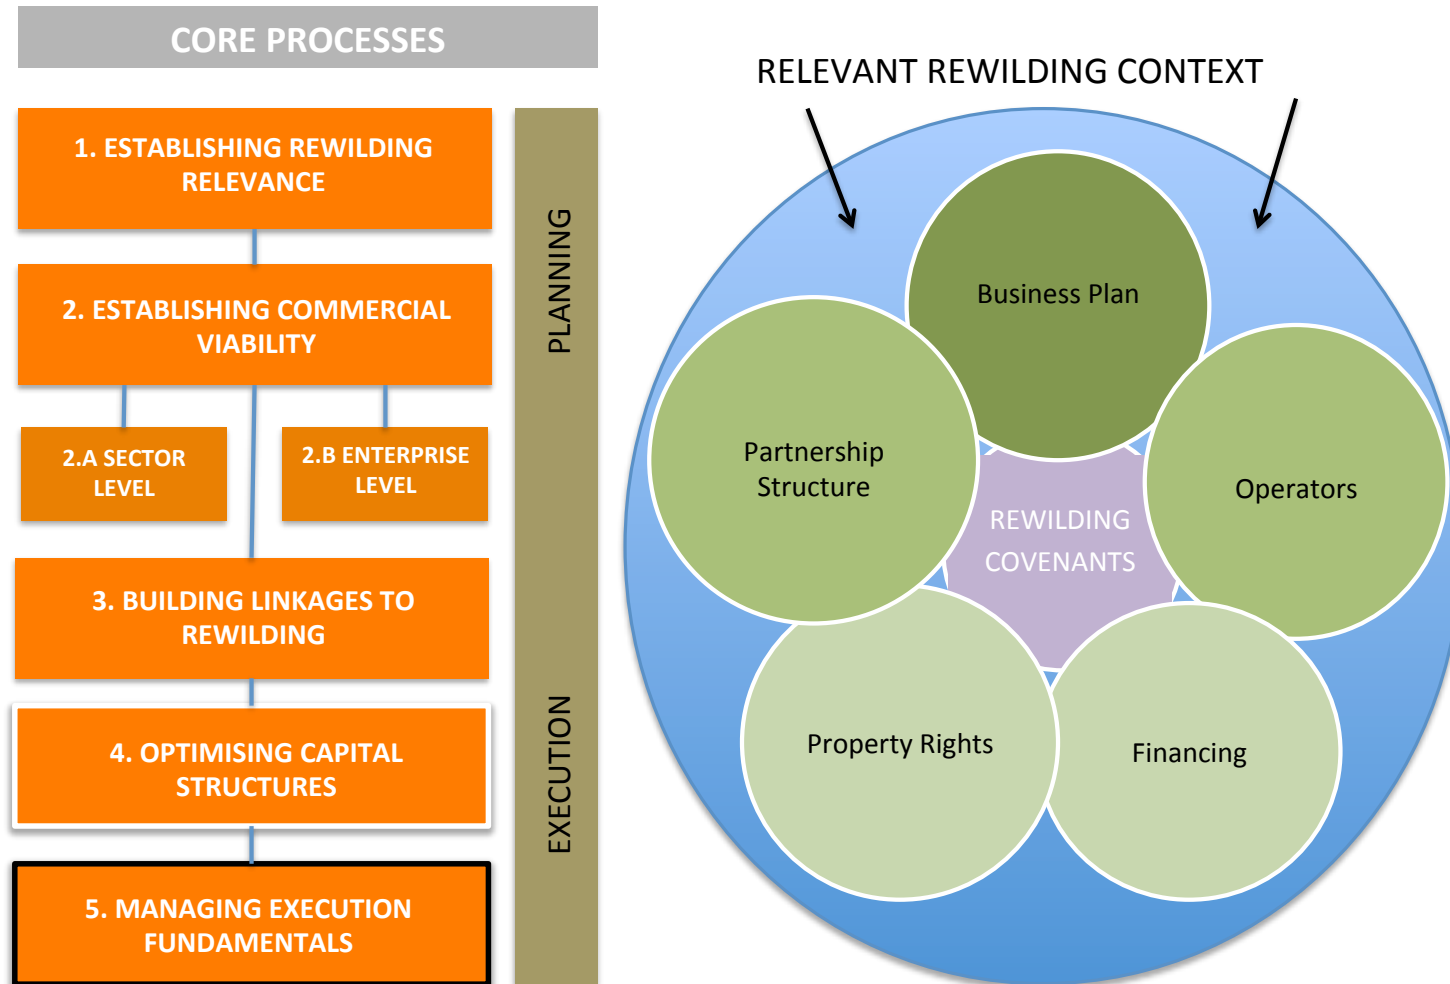 CORE PROCESSES
1. ESTABLISHING REWILDING
RELEVANCE
2. ESTABLISHING COMMERCIAL
VIABILITY
2.A SECTOR
LEVEL
2.B ENTERPRISE
LEVEL
3. BUILDING LINKAGES TO
REWILDING
4. OPTIMISING CAPITAL
STRUCTURES
5. MANAGING EXECUTION
FUNDAMENTALS
PLANNING
EXECUTION
RELEVANT REWILDING CONTEXT
Business Plan
Partnership
Structure
Operators
REWILDING
COVENANTS
Property Rights
Financing